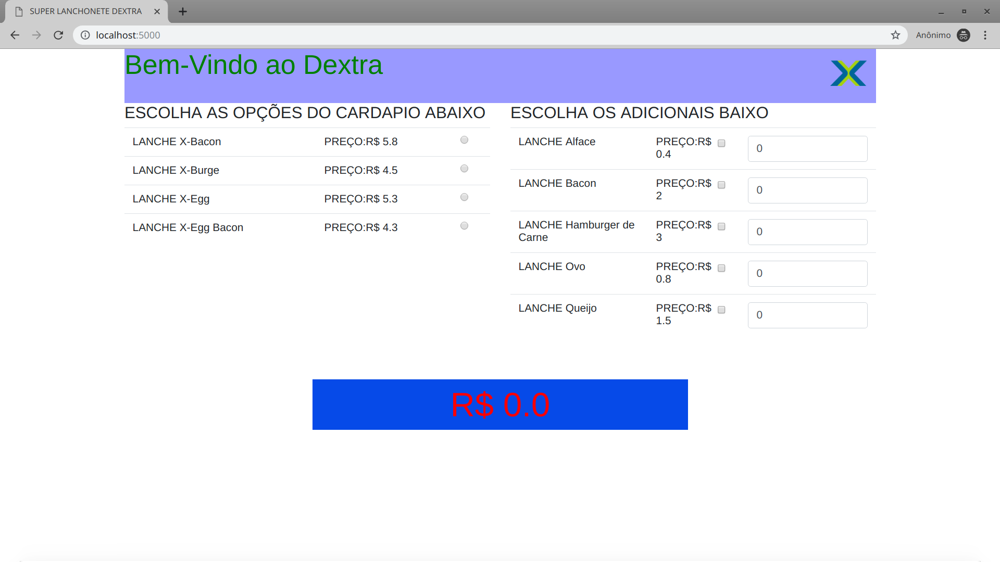 SUPER LANCHONETE DEXTRA
localhost:5000
Anônimo
Bem-Vindo ao Dextra
ESCOLHA AS OPÇÕES DO CARDAPIO ABAIXO
LANCHE X-Bacon PREÇO:R$ 5.8
LANCHE X-Burge PREÇO:R$ 4.5
LANCHE X-Egg PREÇO:R$ 5.3
LANCHE X-Egg Bacon PREÇO:R$ 4.3
ESCOLHA OS ADICIONAIS BAIXO
LANCHE Alface PREÇO:R$ 0
0.4
LANCHE Bacon PREÇO:R$ 0
2
LANCHE Hamburger de PREÇO:R$ 0
Carne 3
LANCHE Ovo PREÇO:R$ 0
0.8
LANCHE Queijo PREÇO:R$ 0
1.5
R$ 0.0